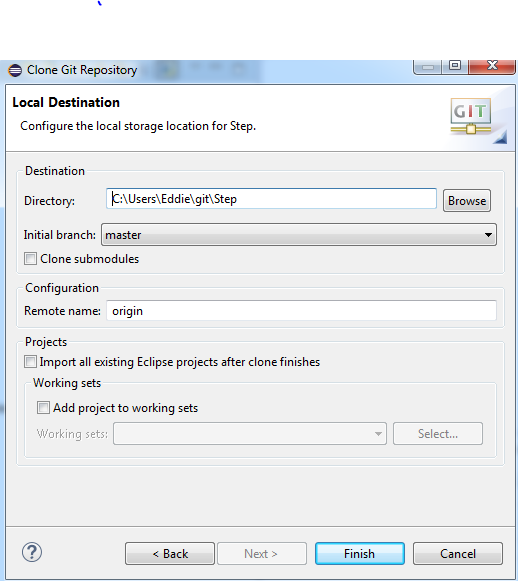 Clone Git Repository
Local Destination
Configure the local storage location for Step.
GIT
Destination
Directory: C:\Users\Eddie\git\Step Browse
Initial branch: master
Clone submodules
Configuration
Remote name: origin
Projects
Import all existing Eclipse projects after clone finishes
Working sets
Add project to working sets
Working sets: Select...
? < Back Next > Finish Cancel